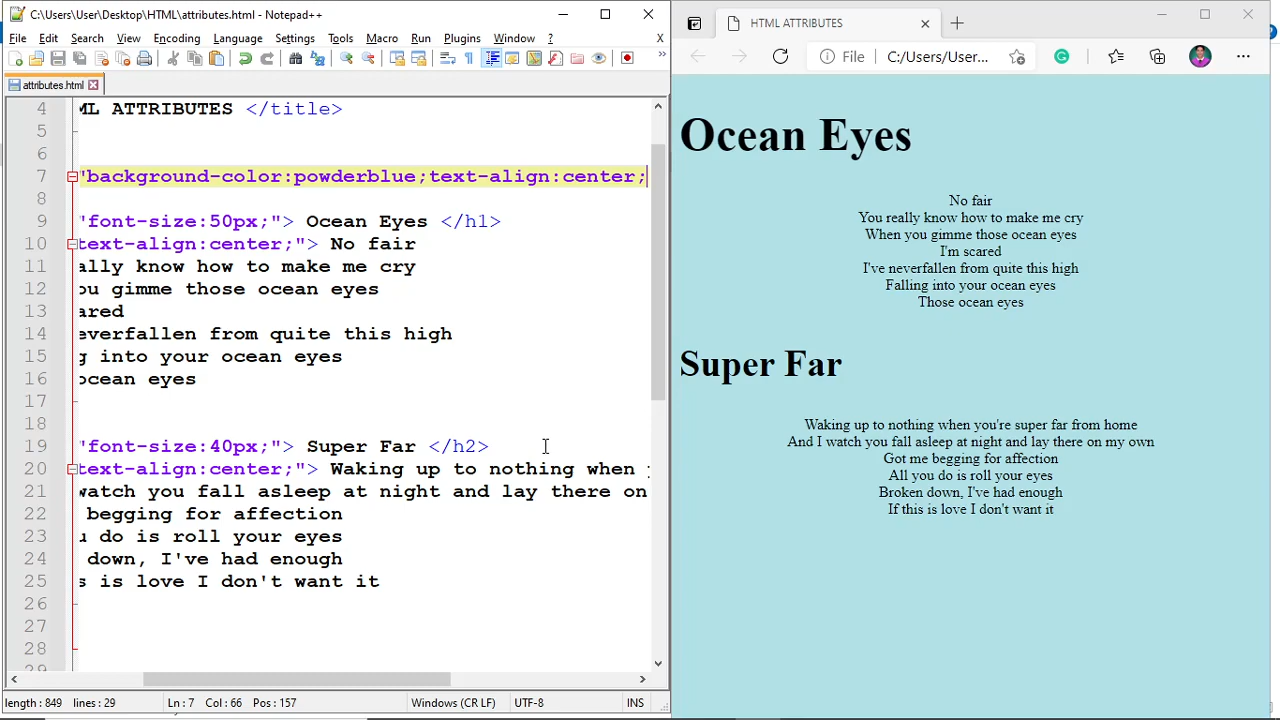 C:\Users\User\Desktop\HTML\attributes.html - Notepad++
File Edit Search View Encoding Language Settings Tools Macro Run Plugins Window ? X
attributes.html
4 ML ATTRIBUTES </title>
5
6
7 "background-color:powderblue;text-align:center;
8
9 "font-size:50px;"> Ocean Eyes </h1>
10 text-align:center;"> No fair
11 ally know how to make me cry
12 ou gimme those ocean eyes
13 ared
14 everfallen from quite this high
15 g into your ocean eyes
16 ocean eyes
17
18
19 "font-size:40px;"> Super Far </h2>
20 text-align:center;"> Waking up to nothing when
21 watch you fall asleep at night and lay there on
22 begging for affection
23 u do is roll your eyes
24 down, I've had enough
25 s is love I don't want it
26
27
28
29
length : 849 lines : 29 Ln : 7 Col : 66 Pos : 157 Windows (CR LF) UTF-8 INS
HTML ATTRIBUTES
File C:/Users/User...
Ocean Eyes
No fair
You really know how to make me cry
When you gimme those ocean eyes
I'm scared
I've neverfallen from quite this high
Falling into your ocean eyes
Those ocean eyes
Super Far
Waking up to nothing when you're super far from home
And I watch you fall asleep at night and lay there on my own
Got me begging for affection
All you do is roll your eyes
Broken down, I've had enough
If this is love I don't want it